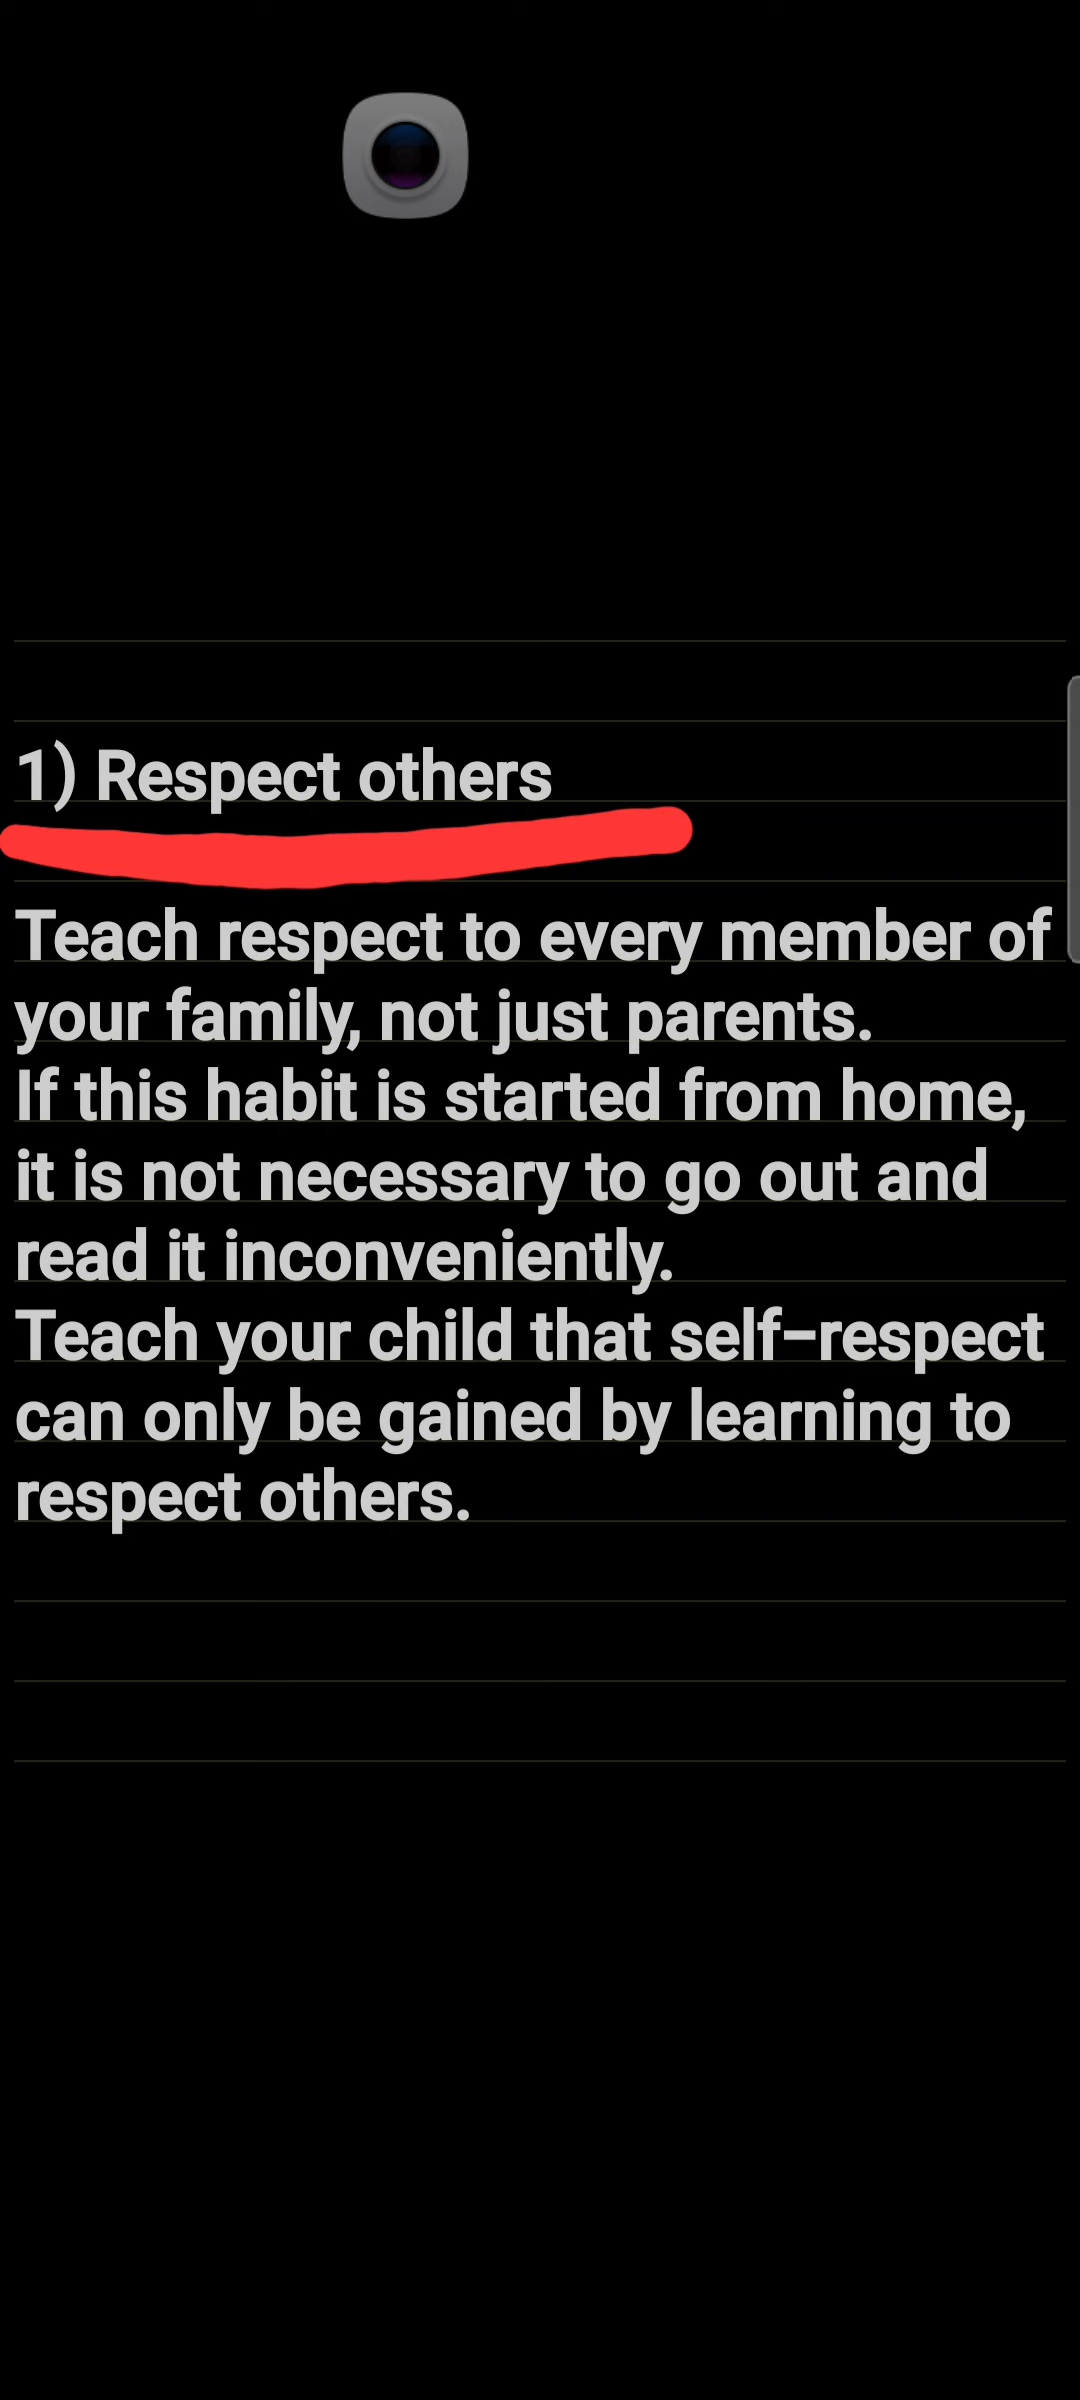 1) Respect others
Teach respect to every member of
your family, not just parents.
If this habit is started from home,
it is not necessary to go out and
read it inconveniently.
Teach your child that self-respect
can only be gained by learning to
respect others.